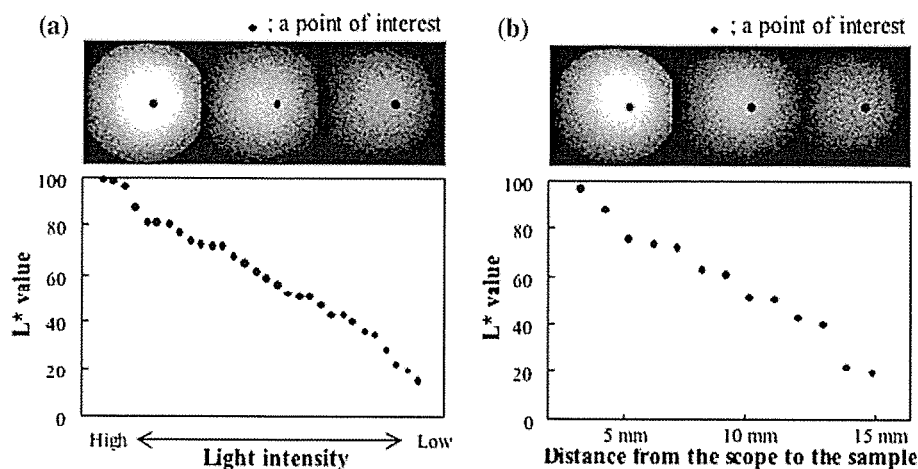 (a)
; a point of interest
100
80
60
40
20
0
L* value
High
Low
Light intensity
(b)
; a point of interest
100
80
60
40
20
0
L* value
5 mm
10 mm
15 mm
Distance from the scope to the sample